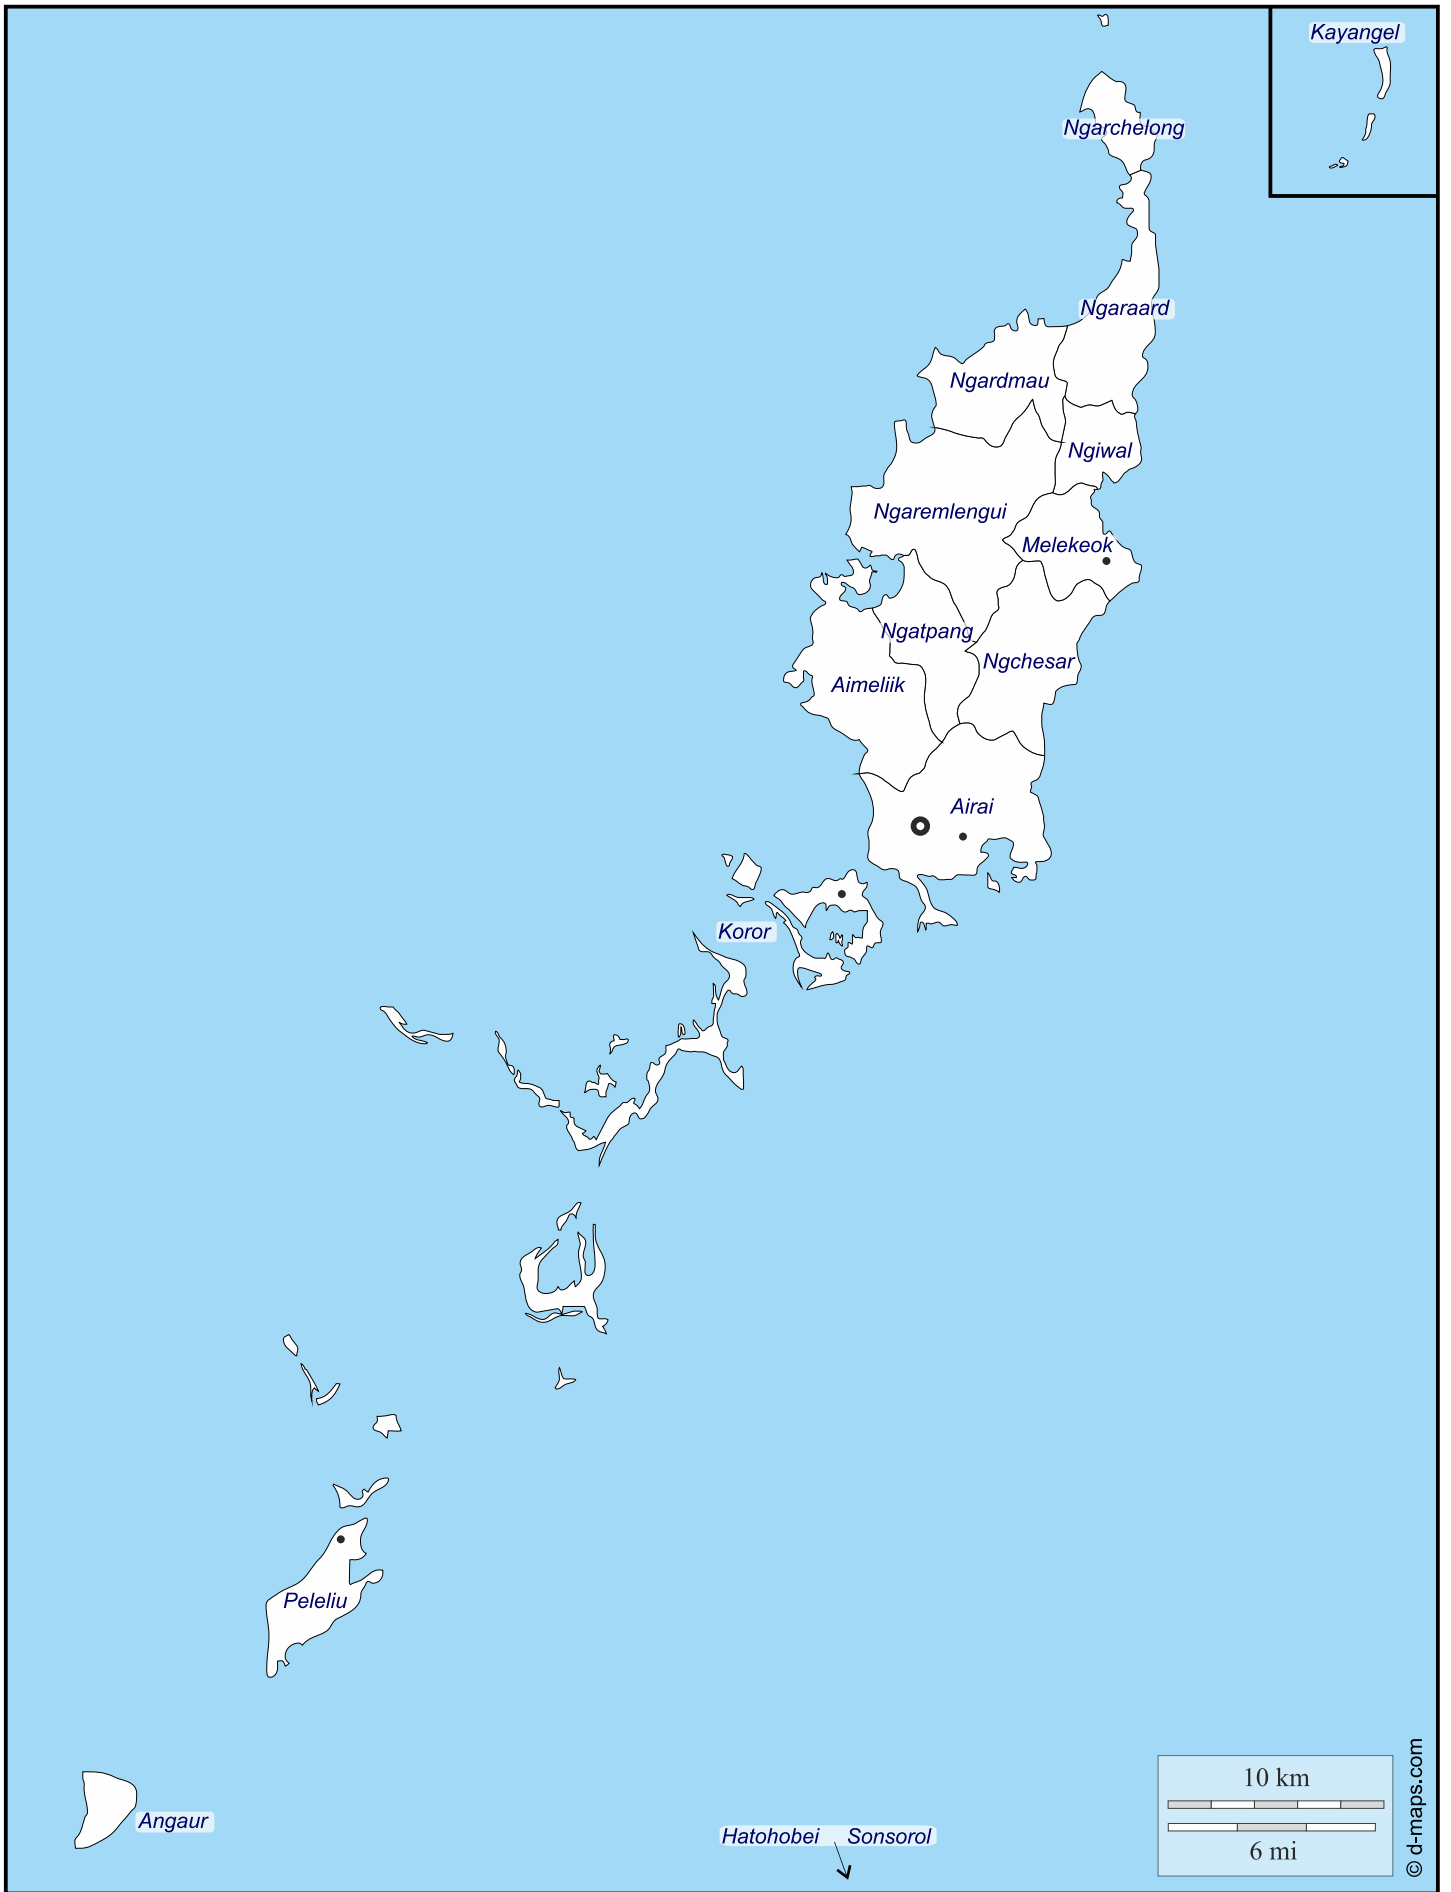 Kayangel
Ngarchelong
Ngaraard
Ngardmau
Ngiwal
Ngaremlengui
Melekeok
Ngatpang
Ngchesar
Aimeliik
Airai
Koror
Peleliu
Angaur
Hatohobei Sonsorol
10 km
6 mi
© d-maps.com